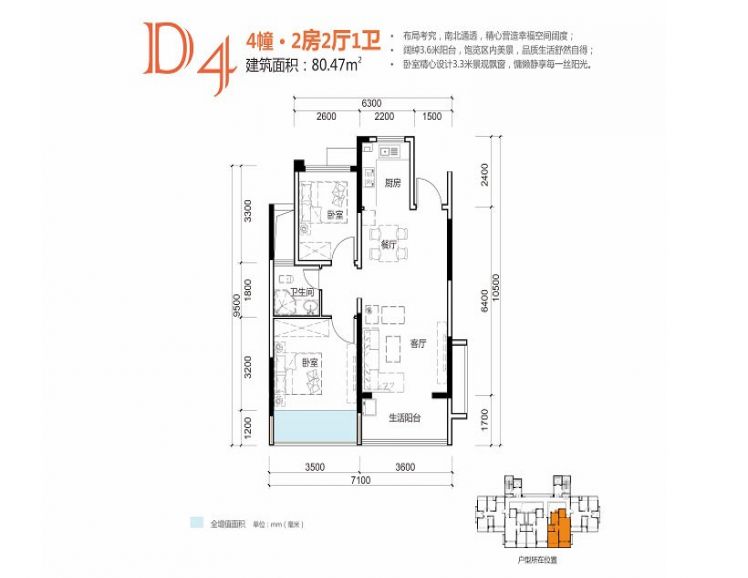 D4
4幢·2房2厅1卫
建筑面积：80.47m²
• 布局考究，南北通透，精心营造幸福空间阔度；
• 阔绰3.6米阳台，饱览区内美景，品质生活舒然自得；
• 卧室精心设计3.3米景观飘窗，慵懒静享每一丝阳光。
6300
2600 2200 1500
厨房
卧室
餐厅
卫生间
客厅
卧室
生活阳台
3300
1800
3200
1200
9500
2400
6400
1700
10500
3500 3600
7100
全增值面积 单位：mm（毫米）
户型所在位置